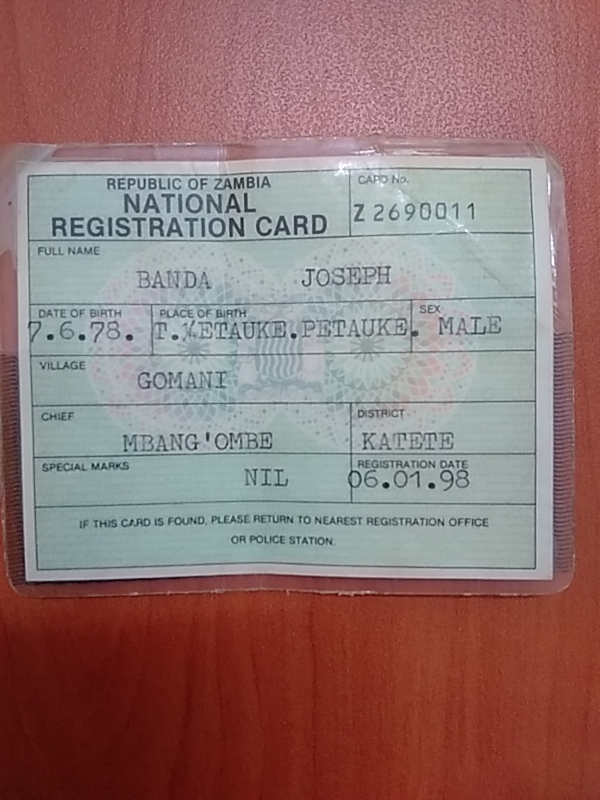 REPUBLIC OF ZAMBIA
NATIONAL
REGISTRATION CARD
CARD No.
Z 2690011
FULL NAME
BANDA JOSEPH
DATE OF BIRTH
7.6.78.
PLACE OF BIRTH
PETAUKE.
SEX
MALE
VILLAGE
GOMANI
CHIEF
MBANG'OMBE
DISTRICT
KATETE
SPECIAL MARKS
NIL
REGISTRATION DATE
06.01.98
IF THIS CARD IS FOUND, PLEASE RETURN TO NEAREST REGISTRATION OFFICE
OR POLICE STATION.